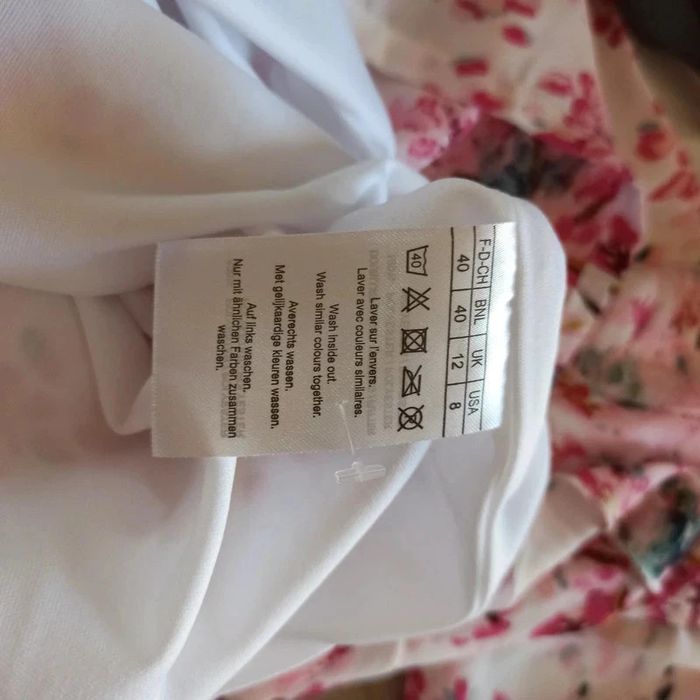 F-D-CH BNL UK USA
40 40 12 8
40
Laver sur l'envers.
Laver avec couleurs similaires.
Wash Inside out.
Wash similar colours together.
Averechts wassen.
Met gelijkaardige kleuren wassen.
Auf links waschen.
Nur mit ähnlichen Farben zusammen
waschen.